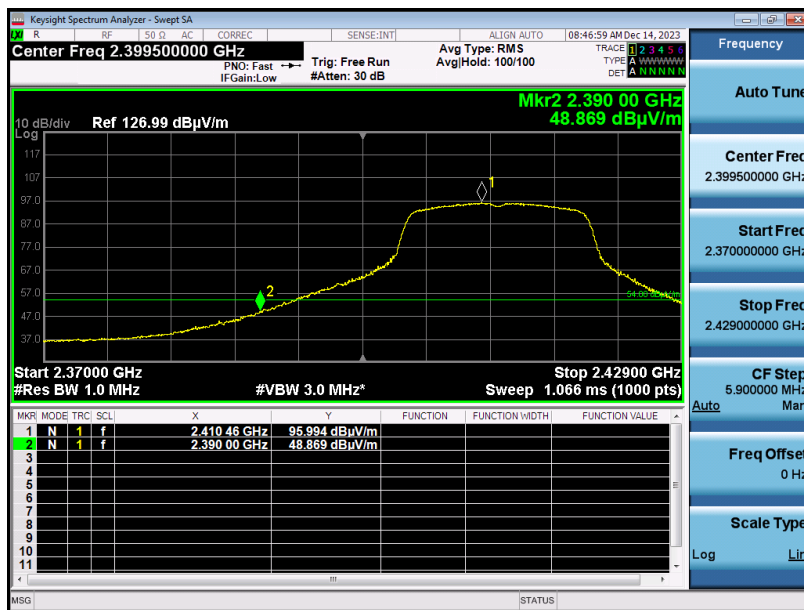 Keysight Spectrum Analyzer - Swept SA
LXI R RF 50 Ω AC CORREC SENSE:INT ALIGN AUTO 08:46:59 AM Dec 14, 2023
Center Freq 2.399500000 GHz
PNO: Fast
IFGain:Low
Trig: Free Run
#Atten: 30 dB
Avg Type: RMS
Avg|Hold: 100/100
TRACE 1 2 3 4 5 6
TYPE A W W W W W
DET A N N N N N
Mkr2 2.390 00 GHz
48.869 dBµV/m
10 dB/div Ref 126.99 dBµV/m
Log
117
107
97.0
87.0
77.0
67.0
57.0
47.0
37.0
1
2
54.00 dBµV/m
Start 2.37000 GHz Stop 2.42900 GHz
#Res BW 1.0 MHz #VBW 3.0 MHz* Sweep 1.066 ms (1000 pts)
MKR MODE TRC SCL X Y FUNCTION FUNCTION WIDTH FUNCTION VALUE
1 N 1 f 2.410 46 GHz 95.994 dBµV/m
2 N 1 f 2.390 00 GHz 48.869 dBµV/m
3
4
5
6
7
8
9
10
11
MSG STATUS
Frequency
Auto Tune
Center Freq
2.399500000 GHz
Start Freq
2.370000000 GHz
Stop Freq
2.429000000 GHz
CF Step
5.900000 MHz
Auto Man
Freq Offset
0 Hz
Scale Type
Log Lin